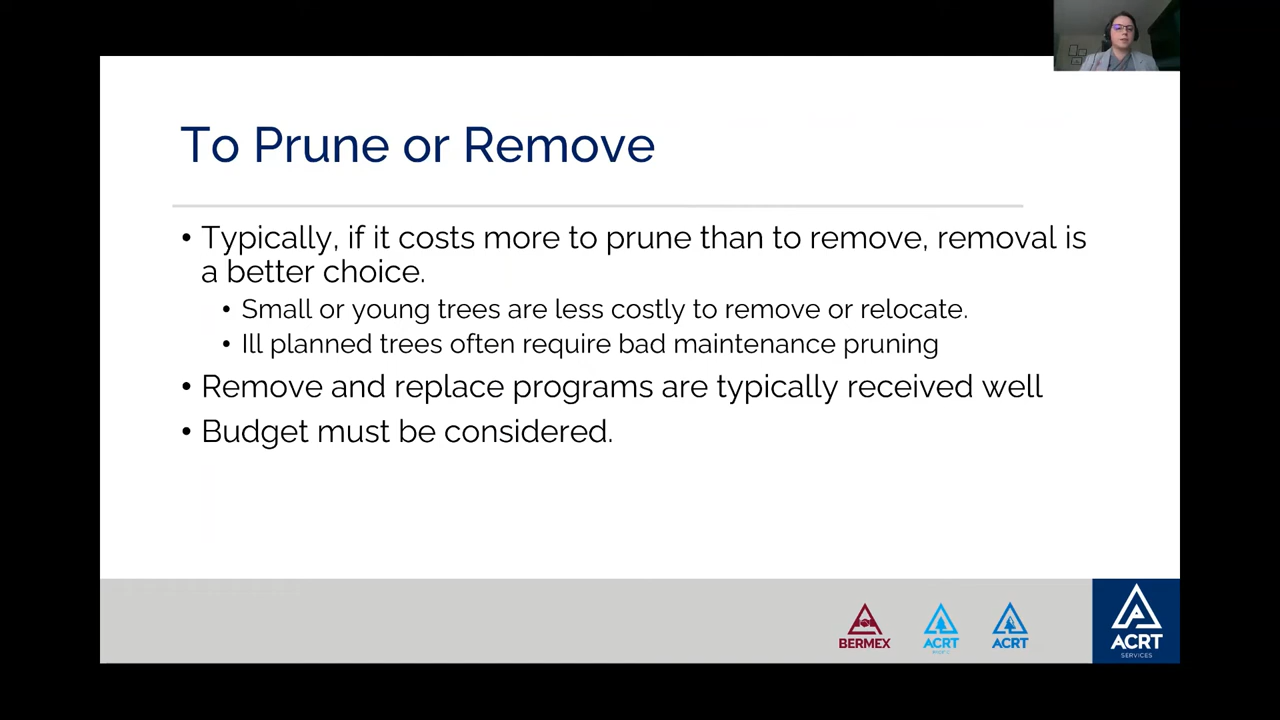 To Prune or Remove
• Typically, if it costs more to prune than to remove, removal is
a better choice.
• Small or young trees are less costly to remove or relocate.
• Ill planned trees often require bad maintenance pruning
• Remove and replace programs are typically received well
• Budget must be considered.
BERMEX
ACRT
PACIFIC
ACRT
ACRT
SERVICES